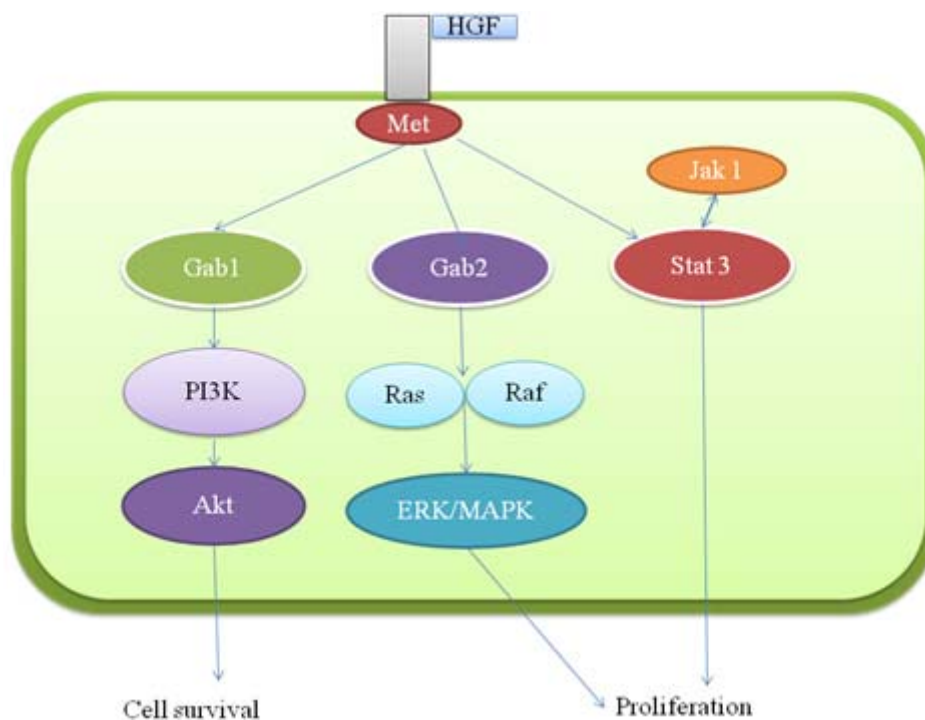 HGF
Met
Jak 1
Gab1
Gab2
Stat 3
PI3K
Ras
Raf
Akt
ERK/MAPK
Cell survival
Proliferation